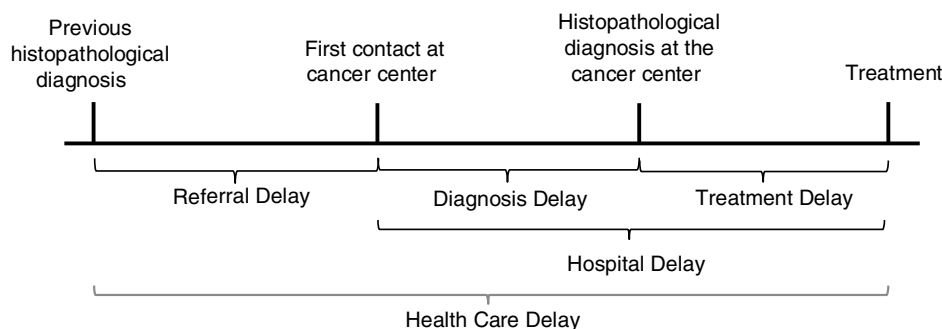 Previous
histopathological
diagnosis
First contact at
cancer center
Histopathological
diagnosis at the
cancer center
Treatment
Referral Delay
Diagnosis Delay
Treatment Delay
Hospital Delay
Health Care Delay